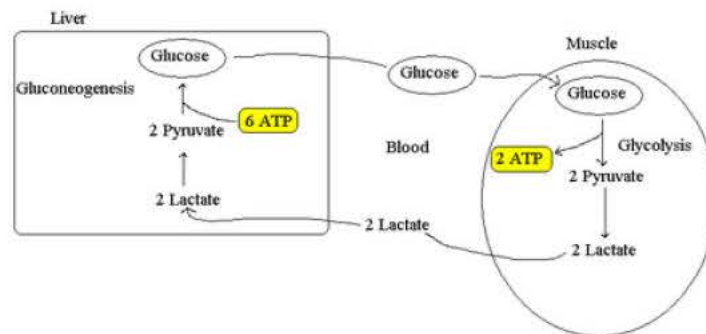 Liver
Glucose
Gluconeogenesis
6 ATP
2 Pyruvate
2 Lactate
Glucose
Blood
2 Lactate
Muscle
Glucose
Glycolysis
2 ATP
2 Pyruvate
2 Lactate